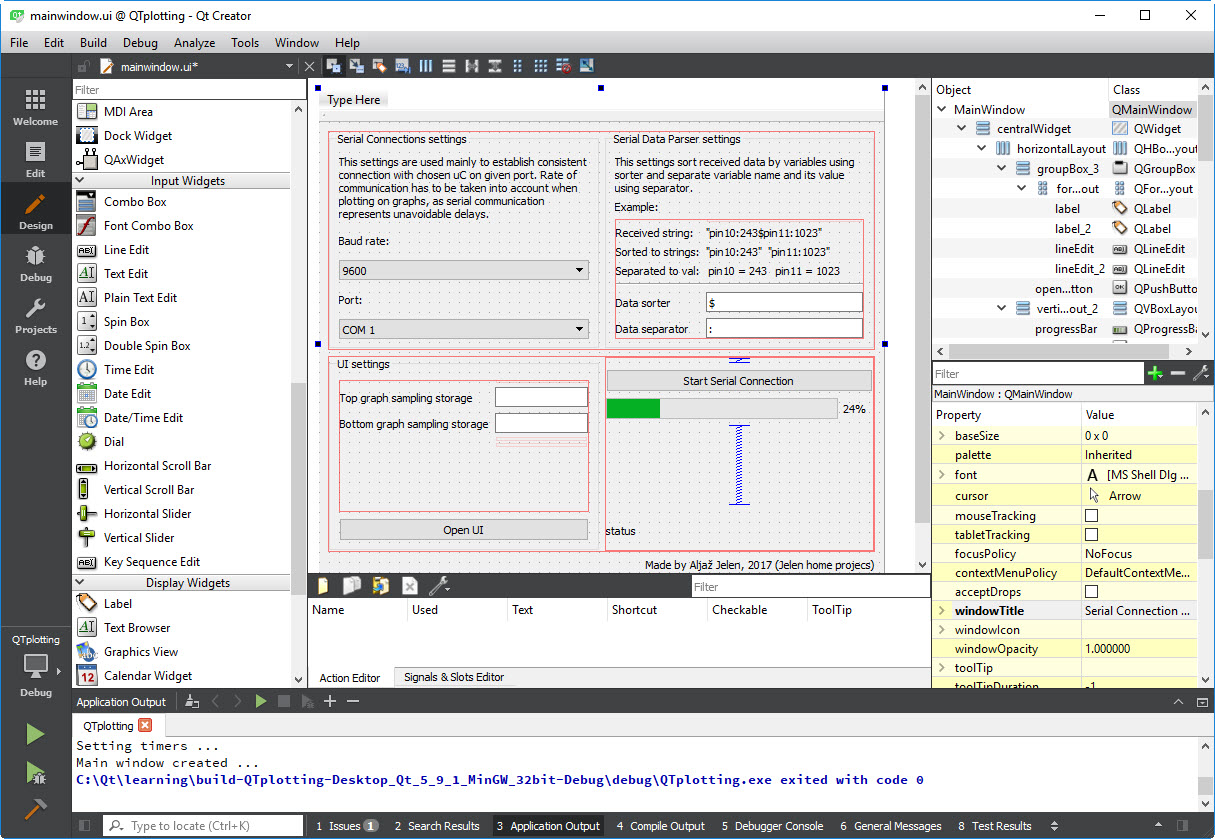 mainwindow.ui @ QTplotting - Qt Creator
File Edit Build Debug Analyze Tools Window Help
mainwindow.ui*
Welcome
Edit
Design
Debug
Projects
Help
QTplotting
Debug
Filter
MDI Area
Dock Widget
QAxWidget
Input Widgets
Combo Box
Font Combo Box
Line Edit
Text Edit
Plain Text Edit
Spin Box
Double Spin Box
Time Edit
Date Edit
Date/Time Edit
Dial
Horizontal Scroll Bar
Vertical Scroll Bar
Horizontal Slider
Vertical Slider
Key Sequence Edit
Display Widgets
Label
Text Browser
Graphics View
Calendar Widget
Type Here
Serial Connections settings
This settings are used mainly to establish consistent
connection with chosen uC on given port. Rate of
communication has to be taken into account when
plotting on graphs, as serial communication
represents unavoidable delays.
Baud rate:
9600
Port:
COM 1
Serial Data Parser settings
This settings sort received data by variables using
sorter and separate variable name and its value
using separator.
Example:
Received string: "pin10:243$pin11:1023"
Sorted to strings: "pin10:243" "pin11:1023"
Separated to val: pin10 = 243 pin11 = 1023
Data sorter $
Data separator :
UI settings
Top graph sampling storage
Bottom graph sampling storage
Open UI
Start Serial Connection
24%
status
Made by Aljaž Jelen, 2017 (Jelen home projecs)
Filter
Name Used Text Shortcut Checkable ToolTip
Action Editor Signals & Slots Editor
Object Class
MainWindow QMainWindow
centralWidget QWidget
horizontalLayout QHBo...yout
groupBox_3 QGroupBox
for...out QFor...yout
label QLabel
label_2 QLabel
lineEdit QLineEdit
lineEdit_2 QLineEdit
open...tton QPushButto
verti...out_2 QVBoxLayou
progressBar QProgressBa
Filter
MainWindow : QMainWindow
Property Value
baseSize 0 x 0
palette Inherited
font A [MS Shell Dlg ...
cursor Arrow
mouseTracking
tabletTracking
focusPolicy NoFocus
contextMenuPolicy DefaultContextMe...
acceptDrops
windowTitle Serial Connection ...
windowIcon
windowOpacity 1.000000
toolTip
toolTipDuration -1
Application Output
QTplotting
Setting timers ...
Main window created ...
C:\Qt\learning\build-QTplotting-Desktop_Qt_5_9_1_MinGW_32bit-Debug\debug\QTplotting.exe exited with code 0
Type to locate (Ctrl+K) 1 Issues 1 2 Search Results 3 Application Output 4 Compile Output 5 Debugger Console 6 General Messages 8 Test Results